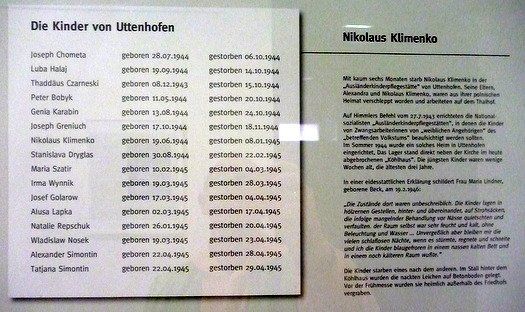 Die Kinder von Uttenhofen
Joseph Chometa geboren 28.07.1944 gestorben 06.10.1944
Luba Halaj geboren 19.09.1944 gestorben 14.10.1944
Thaddäus Czarneski geboren 08.12.1943 gestorben 15.10.1944
Peter Bobyk geboren 11.05.1944 gestorben 20.10.1944
Genia Karabin geboren 13.08.1944 gestorben 24.10.1944
Joseph Greniuch geboren 17.10.1944 gestorben 18.11.1944
Nikolaus Klimenko geboren 19.06.1944 gestorben 08.01.1945
Stanislava Dryglas geboren 30.08.1944 gestorben 22.02.1945
Maria Szatir geboren 10.02.1945 gestorben 04.03.1945
Irma Wynnik geboren 19.03.1945 gestorben 28.03.1945
Josef Golarow geboren 17.03.1945 gestorben 04.04.1945
Alusa Lapka geboren 02.03.1945 gestorben 17.04.1945
Natalie Repschuk geboren 26.01.1945 gestorben 20.04.1945
Wladislaw Nosek geboren 19.03.1945 gestorben 23.04.1945
Alexander Simontin geboren 22.04.1945 gestorben 28.04.1945
Tatjana Simontin geboren 22.04.1945 gestorben 29.04.1945
Nikolaus Klimenko
Mit kaum sechs Monaten starb Nikolaus Klimenko in der
„Ausländerkinderpflegestätte" von Uttenhofen. Seine Eltern,
Alexandra und Nikolaus Klimenko, waren aus ihrer polnischen
Heimat verschleppt worden und arbeiteten auf dem Thalhof.
Auf Himmlers Befehl vom 27.7.1943 errichteten die National-
sozialisten „Ausländerkinderpflegestätten", in denen die Kinder
von Zwangsarbeiterinnen von „weiblichen Angehörigen" des
„betreffenden Volkstums" beaufsichtigt werden sollten.
Im Sommer 1944 wurde ein solches Heim in Uttenhofen
eingerichtet. Das Lager stand direkt neben der Kirche im heute
abgebrochenen „Köhlhaus". Die jüngsten Kinder waren wenige
Wochen alt, die ältesten drei Jahre.
In einer eidesstattlichen Erklärung schildert Frau Maria Lindner,
geborene Beck, am 19.2.1946:
„Die Zustände dort waren unbeschreiblich. Die Kinder lagen in
hölzernen Gestellen, hinter- und übereinander, auf Strohsäcken,
die infolge mangelnder Behandlung vor Nässe quietschten und
verfaulten. der Raum selbst war sehr feucht und kalt, ohne
Beleuchtung und Wasser ... Unvergeßlich aber bleiben mir die
vielen schlaflosen Nächte, wenn es stürmte, regnete und schneite
und ich die Kinder blaugefroren in einem nassen kalten Bett und
in einem noch kälteren Raum wußte."
Die Kinder starben eines nach dem anderen. Im Stall hinter dem
Köhlhaus wurden die nackten Leichen auf Betonboden gelegt.
Vor der Frühmesse wurden sie heimlich außerhalb des Friedhofs
vergraben.